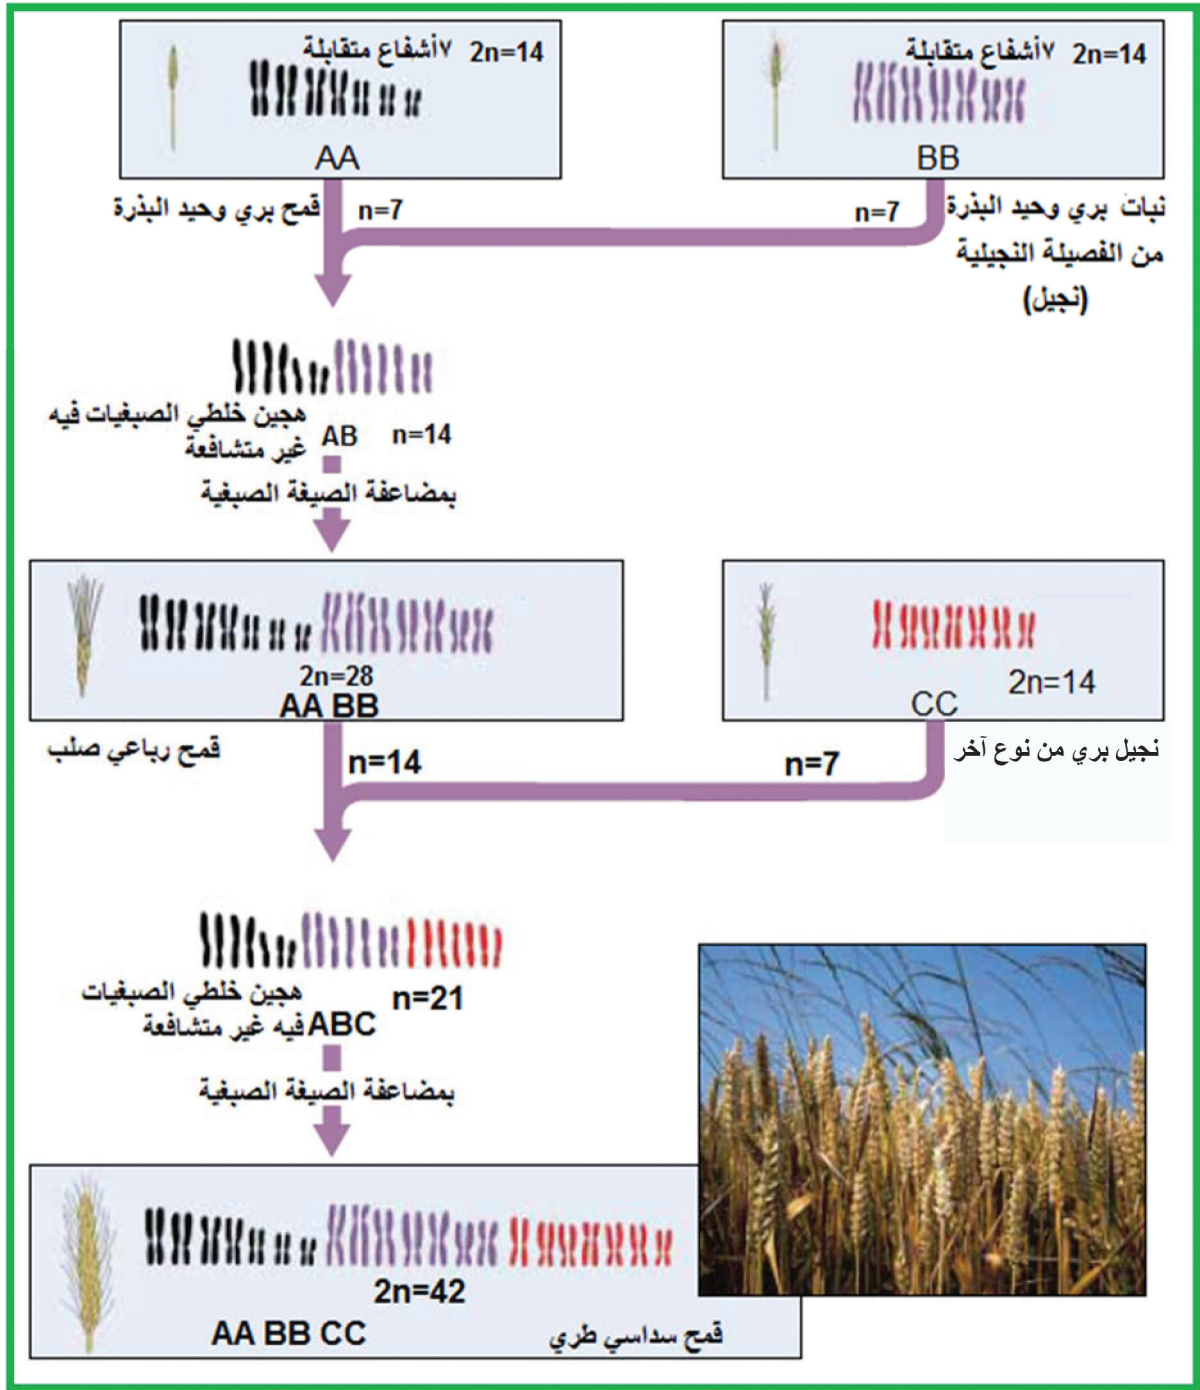 ٧أشفاع متقابلة 2n=14
AA
٧أشفاع متقابلة 2n=14
BB
قمح بري وحيد البذرة
n=7
n=7
نبات بري وحيد البذرة
من الفصيلة النجيلية
(نجيل)
هجين خلطي الصبغيات فيه
غير متشافعة
AB n=14
بمضاعفة الصيغة الصبغية
2n=28
AA BB
قمح رباعي صلب
2n=14
CC
نجيل بري من نوع آخر
n=14
n=7
هجين خلطي الصبغيات
فيه غير متشافعة
ABC
n=21
بمضاعفة الصيغة الصبغية
2n=42
AA BB CC
قمح سداسي طري